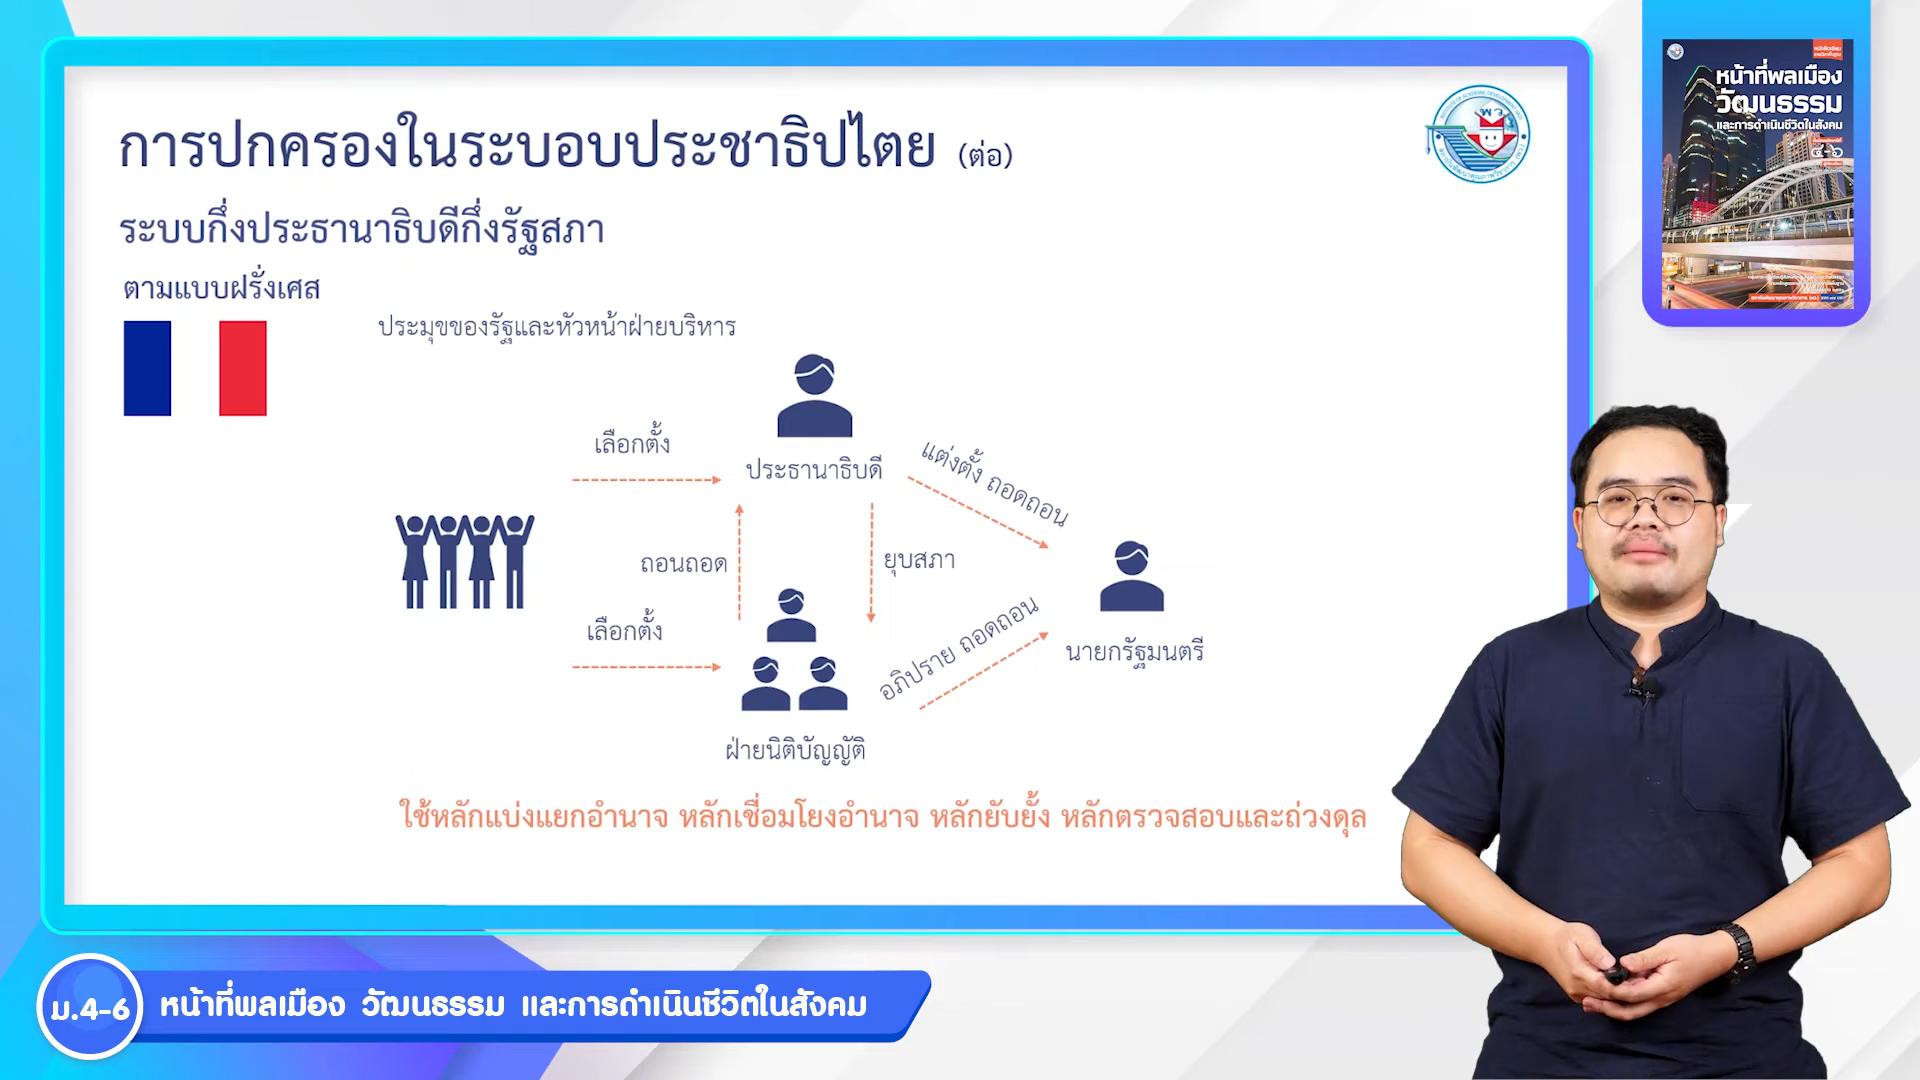 การปกครองในระบอบประชาธิปไตย (ต่อ)
ระบบกึ่งประธานาธิบดีกึ่งรัฐสภา
ตามแบบฝรั่งเศส
ประมุขของรัฐและหัวหน้าฝ่ายบริหาร
เลือกตั้ง
ประธานาธิบดี
แต่งตั้ง ถอดถอน
ถอนถอด
ยุบสภา
เลือกตั้ง
อภิปราย ถอดถอน
นายกรัฐมนตรี
ฝ่ายนิติบัญญัติ
ใช้หลักแบ่งแยกอำนาจ หลักเชื่อมโยงอำนาจ หลักยับยั้ง หลักตรวจสอบและถ่วงดุล
พว
หน้าที่พลเมือง
วัฒนธรรม
และการดำเนินชีวิตในสังคม
๔-๖
ม.4-6
หน้าที่พลเมือง วัฒนธรรม และการดำเนินชีวิตในสังคม